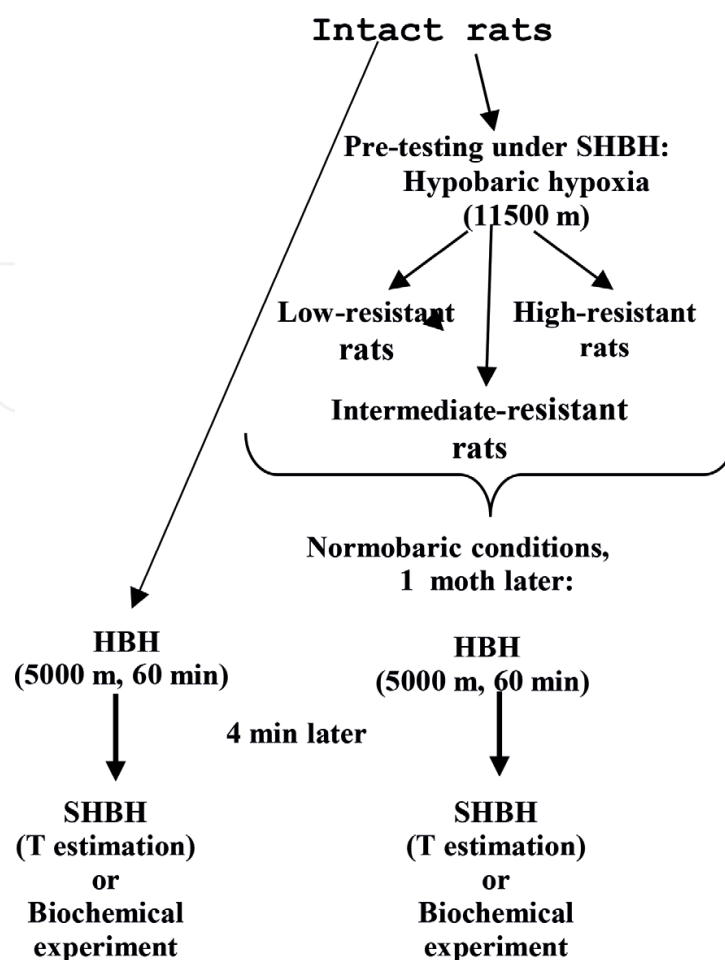 Intact rats
Pre-testing under SHBH:
Hypobaric hypoxia
(11500 m)
Low-resistant
rats
High-resistant
rats
Intermediate-resistant
rats
Normobaric conditions,
1 moth later:
HBH
(5000 m, 60 min)
HBH
(5000 m, 60 min)
4 min later
SHBH
(T estimation)
or
Biochemical
experiment
SHBH
(T estimation)
or
Biochemical
experiment